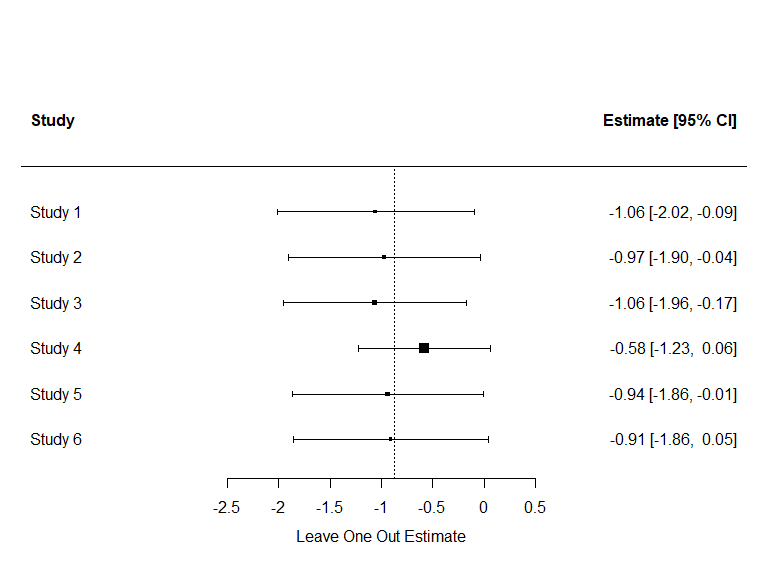 Study Estimate [95% CI]
Study 1 -1.06 [-2.02, -0.09]
Study 2 -0.97 [-1.90, -0.04]
Study 3 -1.06 [-1.96, -0.17]
Study 4 -0.58 [-1.23, 0.06]
Study 5 -0.94 [-1.86, -0.01]
Study 6 -0.91 [-1.86, 0.05]
-2.5 -2 -1.5 -1 -0.5 0 0.5
Leave One Out Estimate